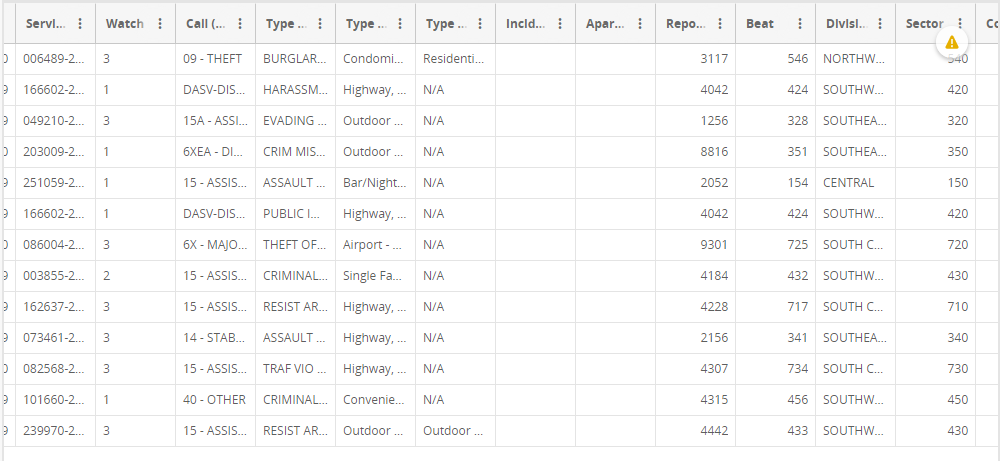 Servi... Watch Call (... Type ... Type ... Type ... Incid... Apar... Repo... Beat Divisi... Sector Co
0 006489-2... 3 09 - THEFT BURGLAR... Condomi... Residenti... 3117 546 NORTHW... 540
9 166602-2... 1 DASV-DIS... HARASSM... Highway, ... N/A 4042 424 SOUTHW... 420
9 049210-2... 3 15A - ASSI... EVADING ... Outdoor ... N/A 1256 328 SOUTHEA... 320
0 203009-2... 1 6XEA - DI... CRIM MIS... Outdoor ... N/A 8816 351 SOUTHEA... 350
9 251059-2... 1 15 - ASSIS... ASSAULT ... Bar/Night... N/A 2052 154 CENTRAL 150
9 166602-2... 1 DASV-DIS... PUBLIC I... Highway, ... N/A 4042 424 SOUTHW... 420
0 086004-2... 3 6X - MAJO... THEFT OF... Airport - ... N/A 9301 725 SOUTH C... 720
9 003855-2... 2 15 - ASSIS... CRIMINAL... Single Fa... N/A 4184 432 SOUTHW... 430
9 162637-2... 3 15 - ASSIS... RESIST AR... Highway, ... N/A 4228 717 SOUTH C... 710
9 073461-2... 3 14 - STAB... ASSAULT ... Highway, ... N/A 2156 341 SOUTHEA... 340
0 082568-2... 3 15 - ASSIS... TRAF VIO ... Highway, ... N/A 4307 734 SOUTH C... 730
9 101660-2... 1 40 - OTHER CRIMINAL... Convenie... N/A 4315 456 SOUTHW... 450
9 239970-2... 3 15 - ASSIS... RESIST AR... Outdoor ... Outdoor ... 4442 433 SOUTHW... 430